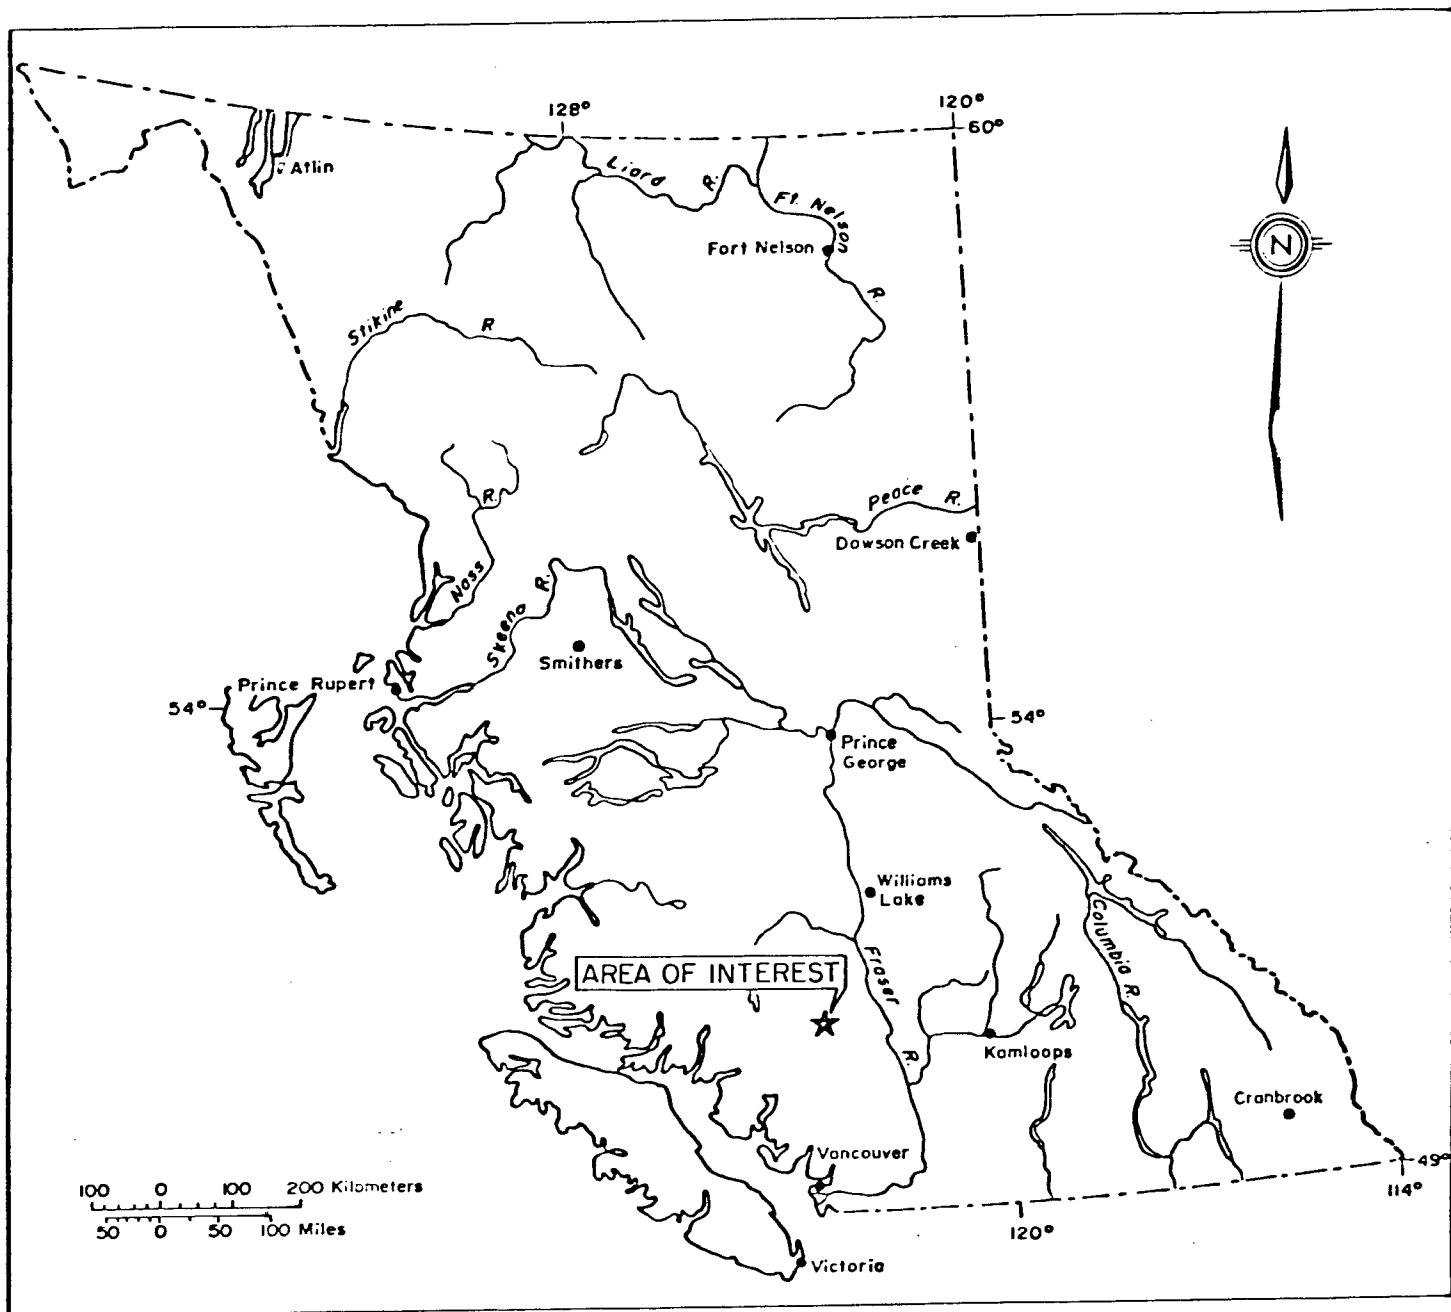 128°
120°
60°
Atlin
Liard R.
Ft. Nelson R.
Fort Nelson
N
Stikine R
Peace R.
Dawson Creek
Nass R.
Skeena R.
Smithers
Prince Rupert
54°
54°
Prince
George
Williams
Lake
Columbia R.
Fraser R.
AREA OF INTEREST
Kamloops
Cranbrook
Vancouver
49°
114°
100 0 100 200 Kilometers
50 0 50 100 Miles
120°
Victoria